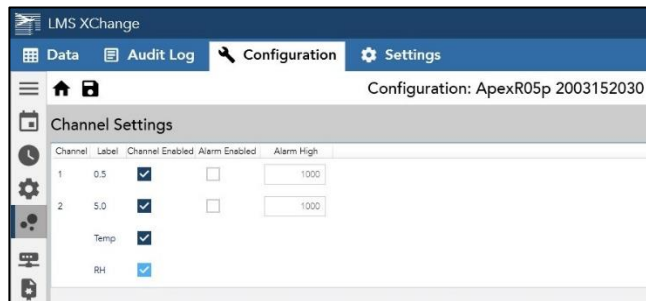 LMS XChange
Data Audit Log Configuration Settings
Configuration: ApexR05p 2003152030
Channel Settings
Channel Label Channel Enabled Alarm Enabled Alarm High
1 0.5 1000
2 5.0 1000
Temp
RH